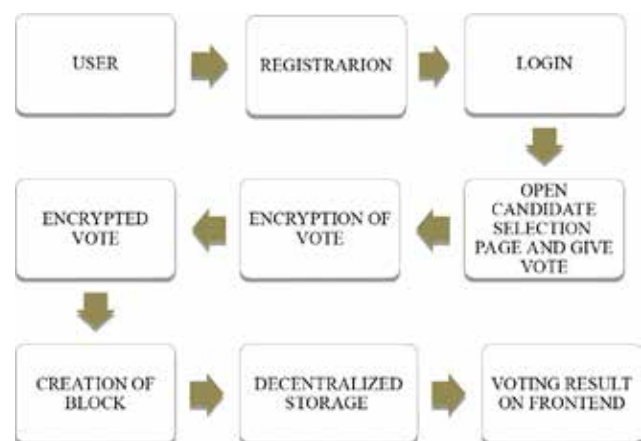 USER
REGISTRARION
LOGIN
OPEN
CANDIDATE
SELECTION
PAGE AND GIVE
VOTE
ENCRYPTION OF
VOTE
ENCRYPTED
VOTE
CREATION OF
BLOCK
DECENTRALIZED
STORAGE
VOTING RESULT
ON FRONTEND